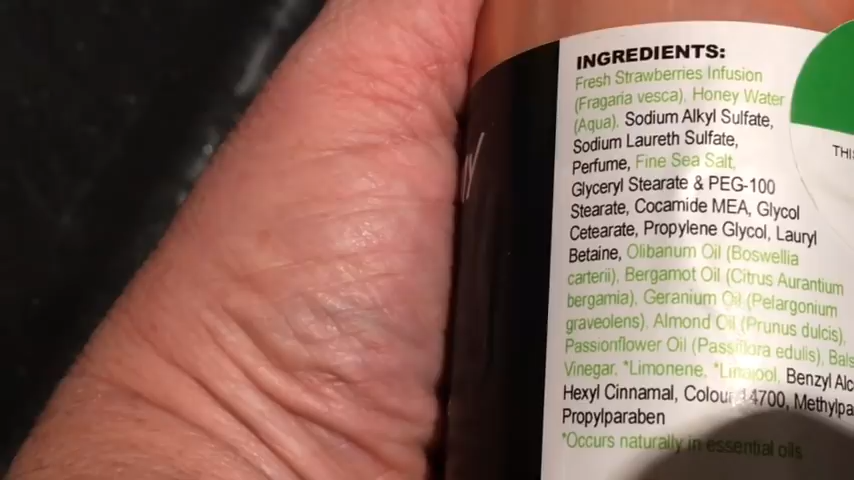 INGREDIENTS:
Fresh Strawberries Infusion
(Fragaria vesca), Honey Water
(Aqua), Sodium Alkyl Sulfate,
Sodium Laureth Sulfate,
Perfume, Fine Sea Salt,
Glyceryl Stearate & PEG-100
Stearate, Cocamide MEA, Glycol
Cetearate, Propylene Glycol, Lauryl
Betaine, Olibanum Oil (Boswellia
carterii), Bergamot Oil (Citrus Aurantium
bergamia), Geranium Oil (Pelargonium
graveolens), Almond Oil (Prunus dulcis),
Passionflower Oil (Passiflora edulis), Bals
Vinegar, *Limonene, *Linalool, Benzyl Alc
Hexyl Cinnamal, Colour 14700, Methylpa
Propylparaben
*Occurs naturally in essential oils
THI